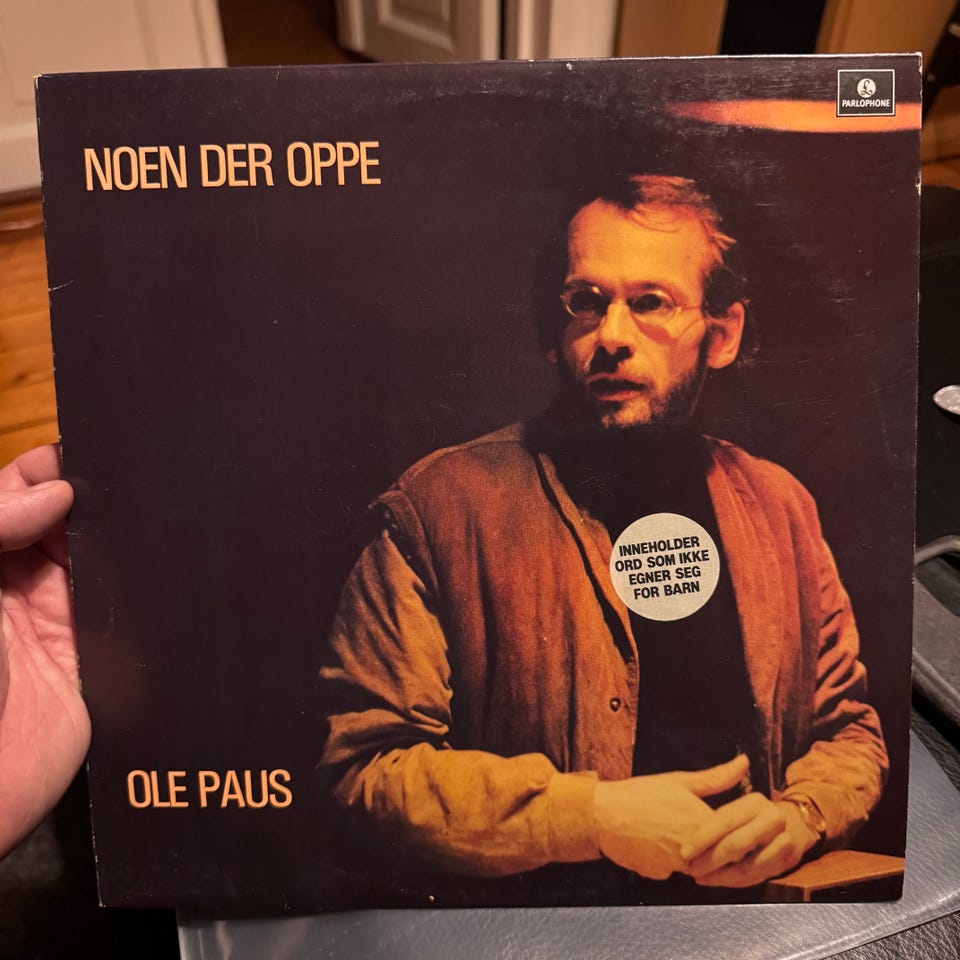 PARLOPHONE
NOEN DER OPPE
INNEHOLDER
ORD SOM IKKE
EGNER SEG
FOR BARN
OLE PAUS